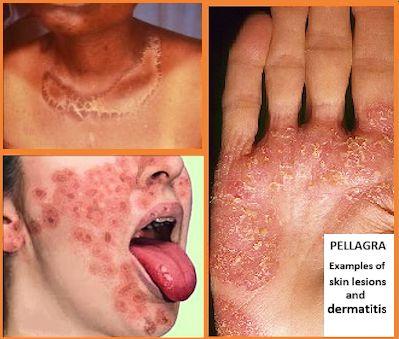 PELLAGRA
Examples of
skin lesions
and
dermatitis